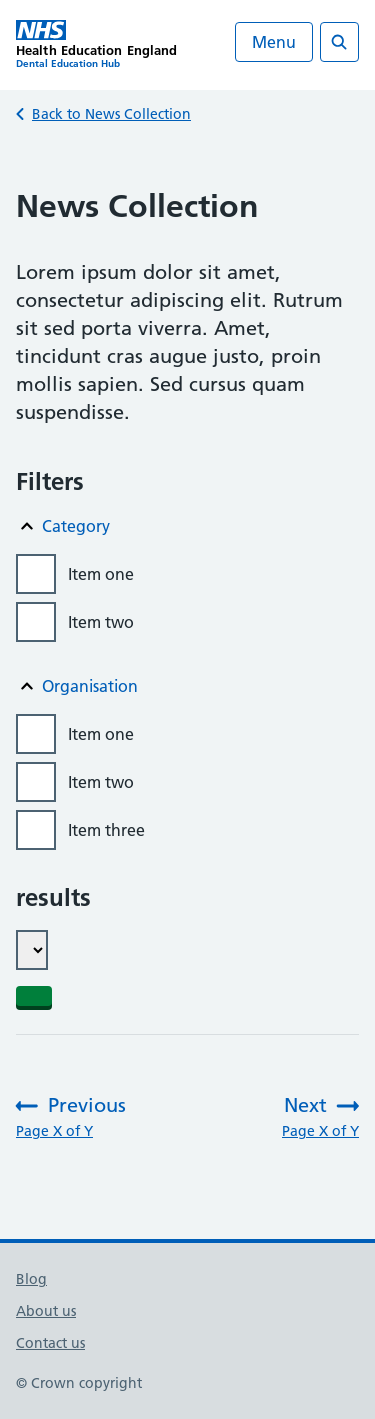 NHS
Health Education England
Dental Education Hub
Menu
Back to News Collection
News Collection
Lorem ipsum dolor sit amet,
consectetur adipiscing elit. Rutrum
sit sed porta viverra. Amet,
tincidunt cras augue justo, proin
mollis sapien. Sed cursus quam
suspendisse.
Filters
Category
Item one
Item two
Organisation
Item one
Item two
Item three
results
Previous
Page X of Y
Next
Page X of Y
Blog
About us
Contact us
© Crown copyright